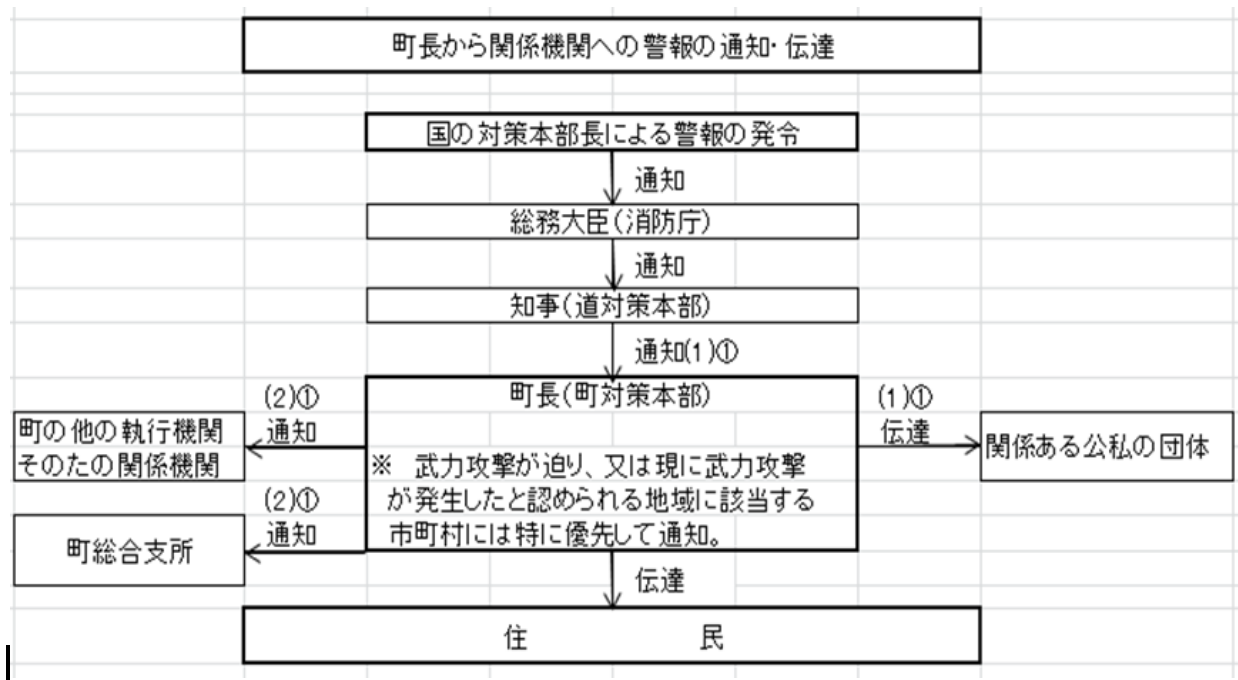 町長から関係機関への警報の通知・伝達
国の対策本部長による警報の発令
通知
総務大臣(消防庁)
通知
知事(道対策本部)
通知(1)①
町長(町対策本部)
※ 武力攻撃が迫り、又は現に武力攻撃
が発生したと認められる地域に該当する
市町村には特に優先して通知。
(2)①
通知
町の他の執行機関
そのたの関係機関
(2)①
通知
町総合支所
(1)①
伝達
関係ある公私の団体
伝達
住 民